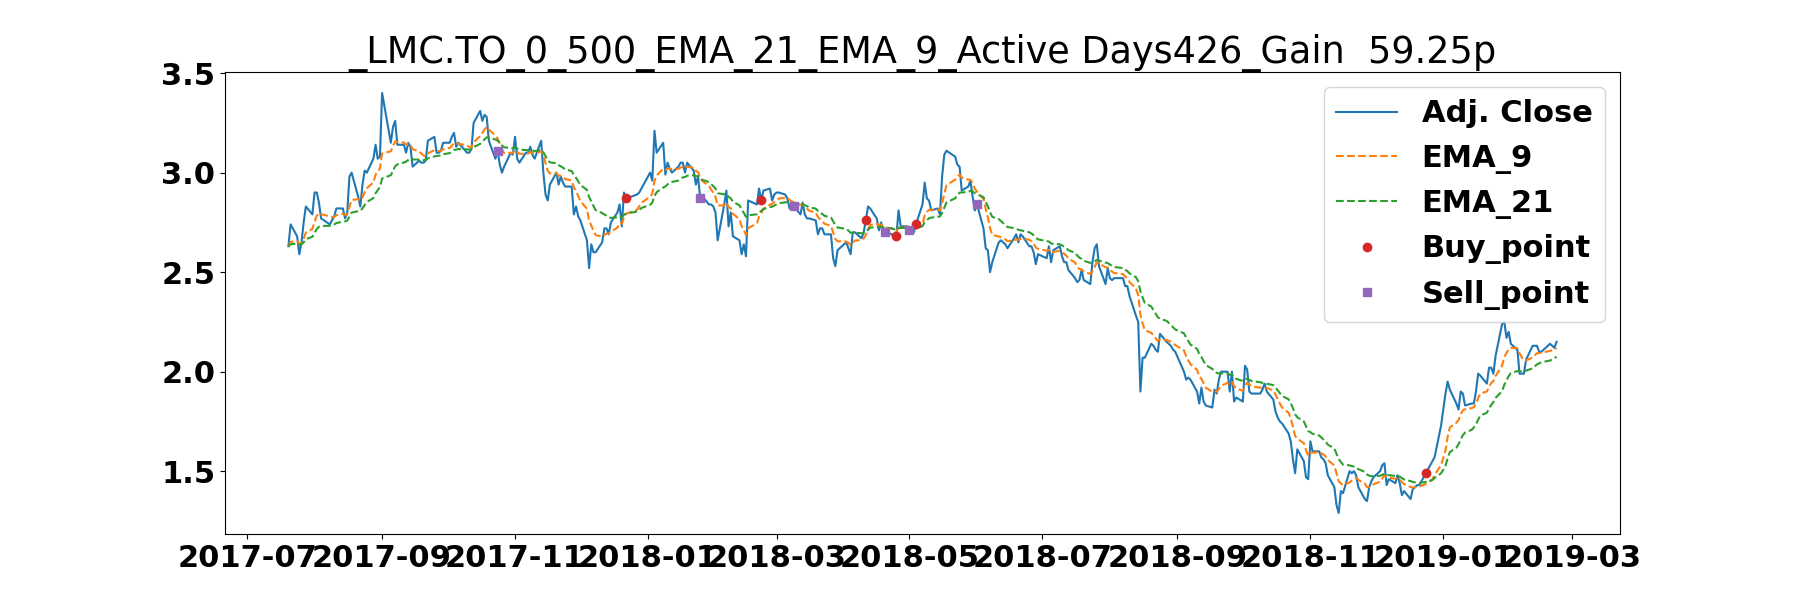 _LMC.TO_0_500_EMA_21_EMA_9_Active Days426_Gain  59.25p
3.5
3.0
2.5
2.0
1.5
Adj. Close
EMA_9
EMA_21
Buy_point
Sell_point
2017-07 2017-09 2017-11 2018-01 2018-03 2018-05 2018-07 2018-09 2018-11 2019-01 2019-03